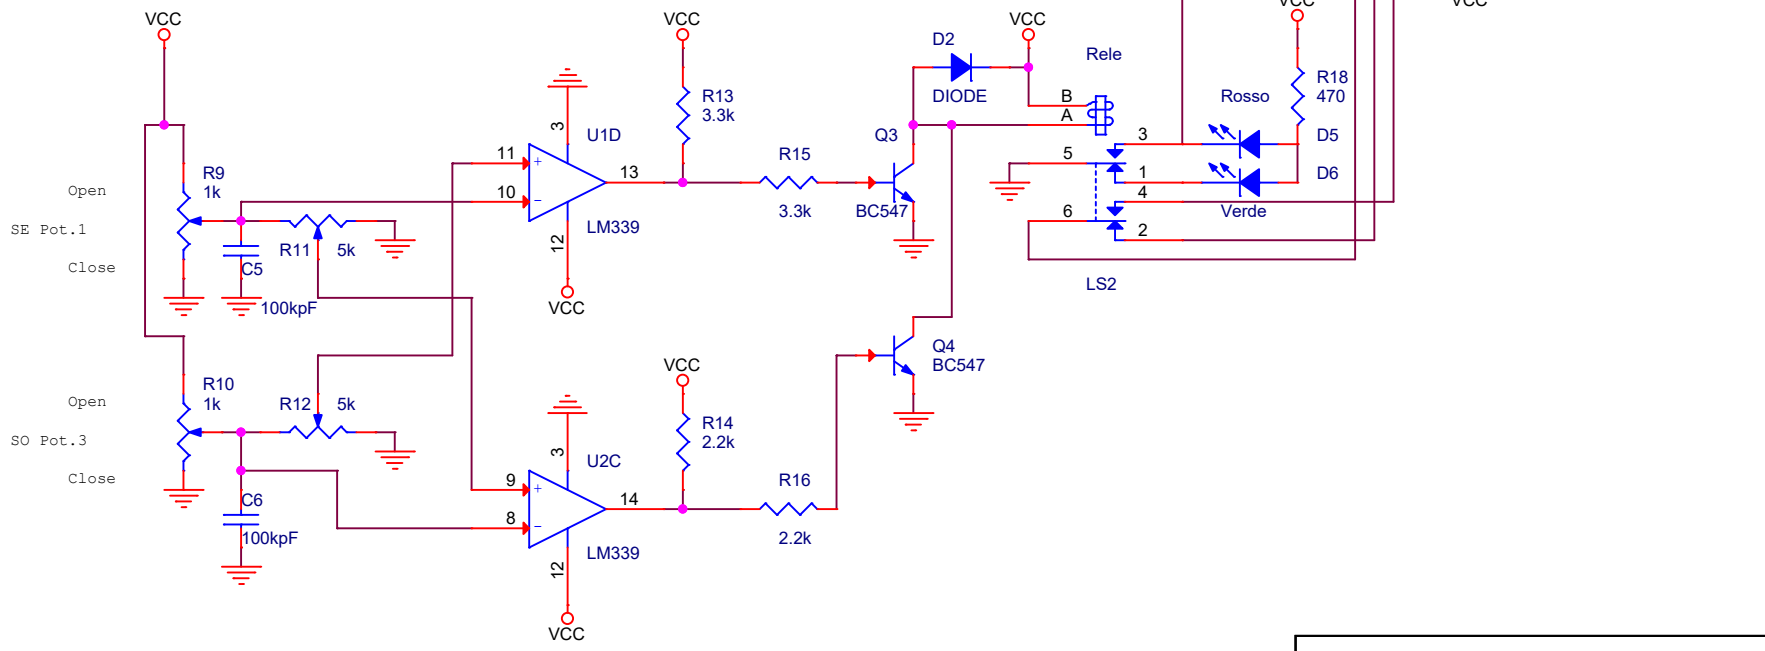 VCC
VCC
VCC
VCC
VCC
D2
Rele
DIODE
B
A
R18
470
Rosso
R13
3.3k
3
U1D
Q3
3
D5
11
+
13
R15
5
1
D6
R9
1k
10
−
3.3k
BC547
4
Open
LM339
6
Verde
SE Pot.1
R11
5k
12
2
Close
C5
LS2
100kpF
VCC
Q4
BC547
VCC
R10
1k
Open
R12
5k
R14
2.2k
SO Pot.3
3
U2C
Close
9
+
14
R16
C6
8
−
2.2k
100kpF
LM339
12
VCC